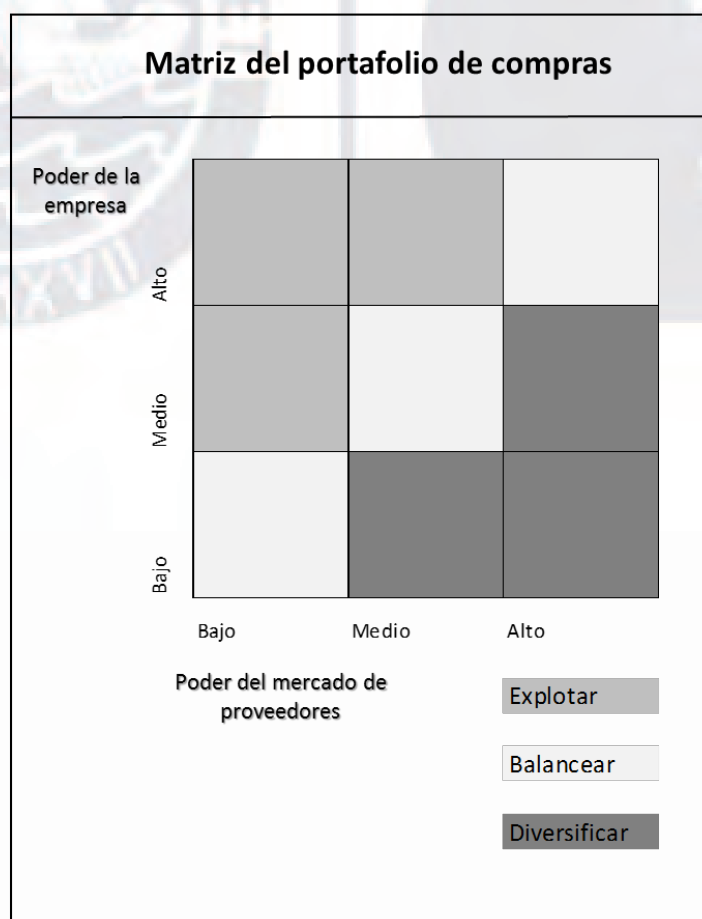 Matriz del portafolio de compras
Poder de la
empresa
Alto
Medio
Bajo
Bajo
Medio
Alto
Poder del mercado de
proveedores
Explotar
Balancear
Diversificar